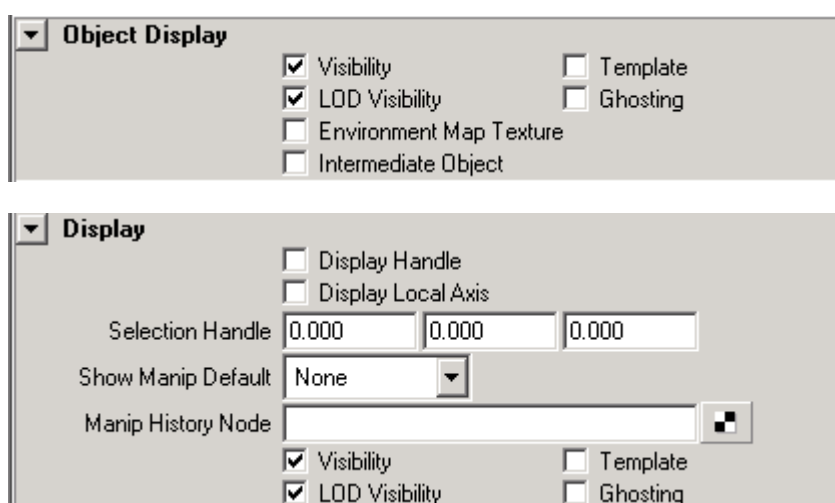 Object Display
Visibility Template
LOD Visibility Ghosting
Environment Map Texture
Intermediate Object
Display
Display Handle
Display Local Axis
Selection Handle 0.000 0.000 0.000
Show Manip Default None
Manip History Node
Visibility Template
LOD Visibility Ghosting